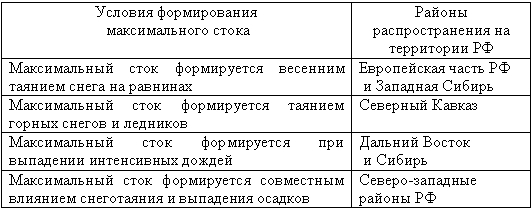 Условия формирования
максимального стока
Районы
распространения на
территории РФ
Максимальный сток формируется весенним
таянием снега на равнинах
Европейская часть РФ
и Западная Сибирь
Максимальный сток формируется таянием
горных снегов и ледников
Северный Кавказ
Максимальный сток формируется при
выпадении интенсивных дождей
Дальний Восток
и Сибирь
Максимальный сток формируется совместным
влиянием снеготаяния и выпадения осадков
Северо-западные
районы РФ